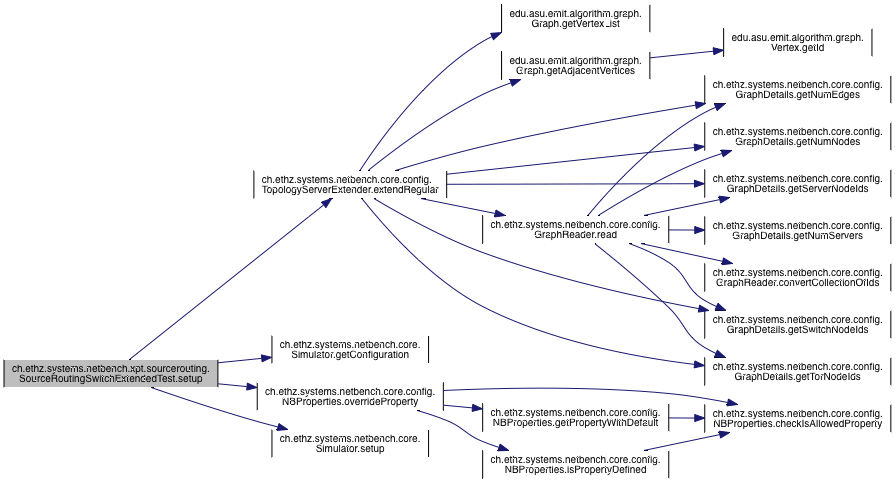 edu.asu.emit.algorithm.graph.
Graph.getVertexList
edu.asu.emit.algorithm.graph.
Graph.getAdjacentVertices
edu.asu.emit.algorithm.graph.
Vertex.getId
ch.ethz.systems.netbench.core.config.
GraphDetails.getNumEdges
ch.ethz.systems.netbench.core.config.
GraphDetails.getNumNodes
ch.ethz.systems.netbench.core.config.
TopologyServerExtender.extendRegular
ch.ethz.systems.netbench.core.config.
GraphDetails.getServerNodeIds
ch.ethz.systems.netbench.core.config.
GraphReader.read
ch.ethz.systems.netbench.core.config.
GraphDetails.getNumServers
ch.ethz.systems.netbench.core.config.
GraphReader.convertCollectionOfIds
ch.ethz.systems.netbench.core.config.
GraphDetails.getSwitchNodeIds
ch.ethz.systems.netbench.core.
Simulator.getConfiguration
ch.ethz.systems.netbench.xpt.sourcerouting.
SourceRoutingSwitchExtendedTest.setup
ch.ethz.systems.netbench.core.config.
GraphDetails.getTorNodeIds
ch.ethz.systems.netbench.core.config.
NBProperties.overrideProperty
ch.ethz.systems.netbench.core.config.
NBProperties.getPropertyWithDefault
ch.ethz.systems.netbench.core.config.
NBProperties.checkIsAllowedProperty
ch.ethz.systems.netbench.core.
Simulator.setup
ch.ethz.systems.netbench.core.config.
NBProperties.isPropertyDefined